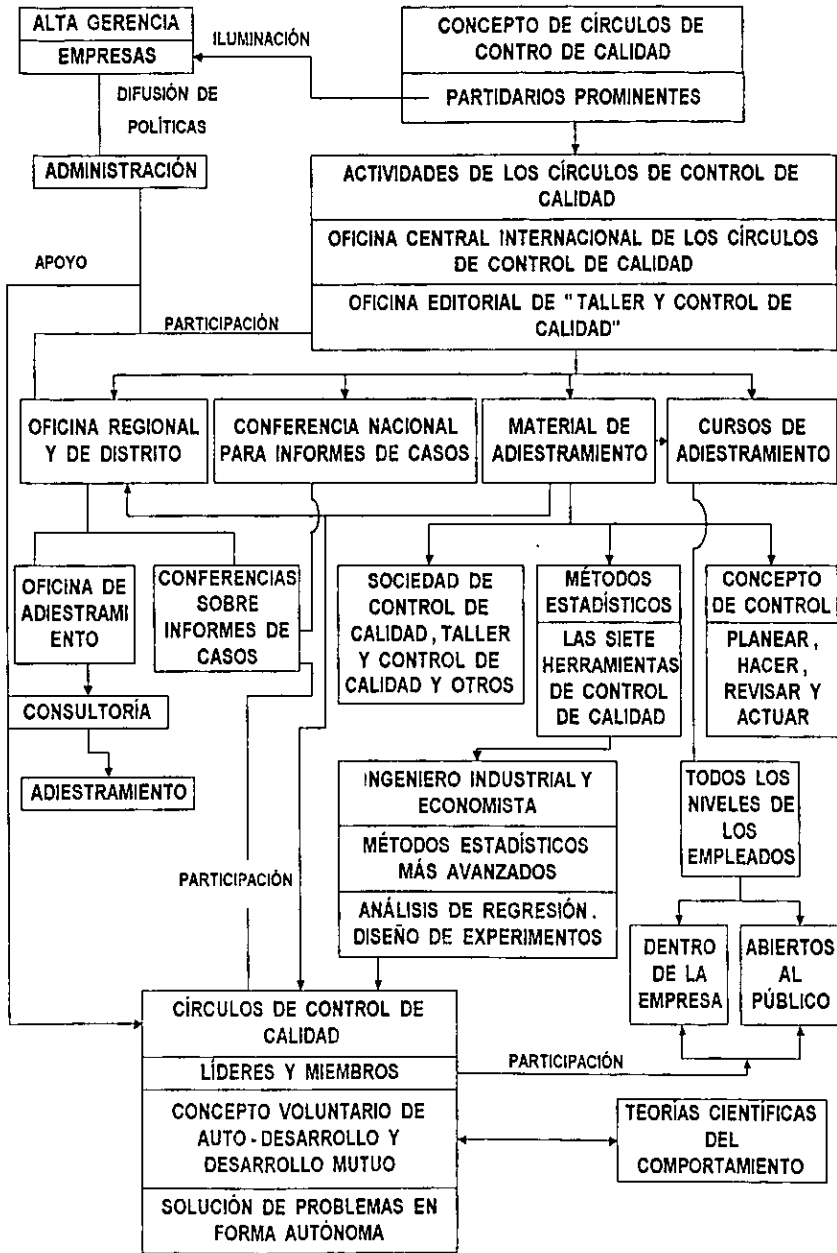 ALTA GERENCIA
EMPRESAS
ILUMINACIÓN
CONCEPTO DE CÍRCULOS DE
CONTRO DE CALIDAD
PARTIDARIOS PROMINENTES
DIFUSIÓN DE
POLÍTICAS
ADMINISTRACIÓN
ACTIVIDADES DE LOS CÍRCULOS DE CONTROL DE
CALIDAD
OFICINA CENTRAL INTERNACIONAL DE LOS CÍRCULOS
DE CONTROL DE CALIDAD
OFICINA EDITORIAL DE "TALLER Y CONTROL DE
CALIDAD"
APOYO
PARTICIPACIÓN
OFICINA REGIONAL
Y DE DISTRITO
CONFERENCIA NACIONAL
PARA INFORMES DE CASOS
MATERIAL DE
ADIESTRAMIENTO
CURSOS DE
ADIESTRAMIENTO
OFICINA DE
ADIESTRAMI
ENTO
CONFERENCIAS
SOBRE
INFORMES DE
CASOS
SOCIEDAD DE
CONTROL DE
CALIDAD, TALLER
Y CONTROL DE
CALIDAD Y OTROS
MÉTODOS
ESTADÍSTICOS
LAS SIETE
HERRAMIENTAS
DE CONTROL
DE CALIDAD
CONCEPTO
DE CONTROL
PLANEAR,
HACER,
REVISAR Y
ACTUAR
CONSULTORÍA
ADIESTRAMIENTO
INGENIERO INDUSTRIAL Y
ECONOMISTA
MÉTODOS ESTADÍSTICOS
MÁS AVANZADOS
ANÁLISIS DE REGRESIÓN.
DISEÑO DE EXPERIMENTOS
TODOS LOS
NIVELES DE
LOS
EMPLEADOS
PARTICIPACIÓN
DENTRO
DE LA
EMPRESA
ABIERTOS
AL
PÚBLICO
CÍRCULOS DE CONTROL DE
CALIDAD
LÍDERES Y MIEMBROS
CONCEPTO VOLUNTARIO DE
AUTO - DESARROLLO Y
DESARROLLO MUTUO
SOLUCIÓN DE PROBLEMAS EN
FORMA AUTÓNOMA
PARTICIPACIÓN
TEORÍAS CIENTÍFICAS
DEL
COMPORTAMIENTO